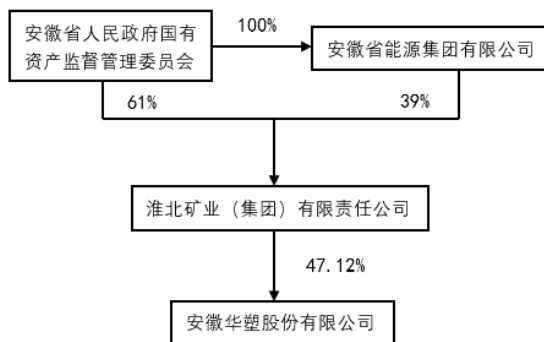 安徽省人民政府国有
资产监督管理委员会
100%
安徽省能源集团有限公司
61%
39%
淮北矿业（集团）有限责任公司
47.12%
安徽华塑股份有限公司